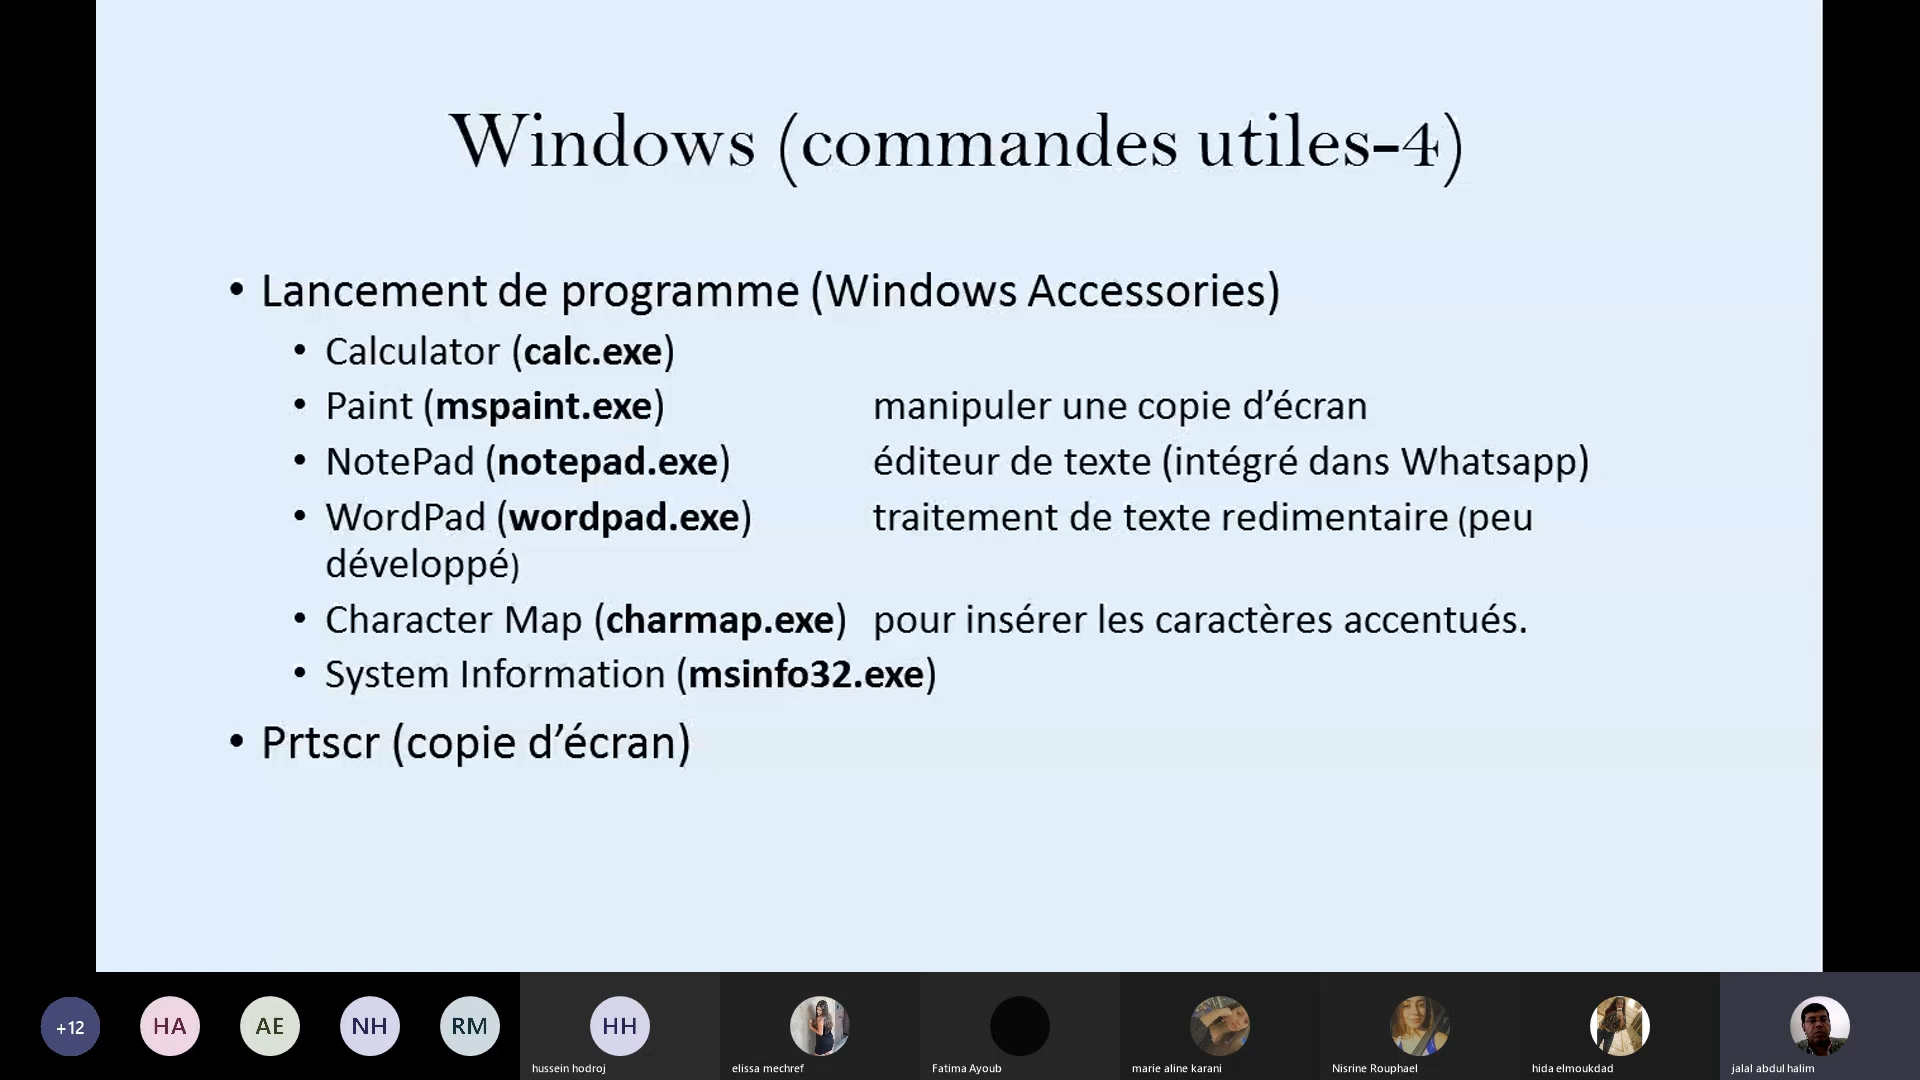 Windows (commandes utiles-4)
• Lancement de programme (Windows Accessories)
• Calculator (calc.exe)
• Paint (mspaint.exe) manipuler une copie d’écran
• NotePad (notepad.exe) éditeur de texte (intégré dans Whatsapp)
• WordPad (wordpad.exe) traitement de texte redimentaire (peu
développé)
• Character Map (charmap.exe) pour insérer les caractères accentués.
• System Information (msinfo32.exe)
• Prtscr (copie d’écran)
+12 HA AE NH RM HH
hussein hodroj elissa mechref Fatima Ayoub marie aline karani Nisrine Rouphael hida elmoukdad jalal abdul halim